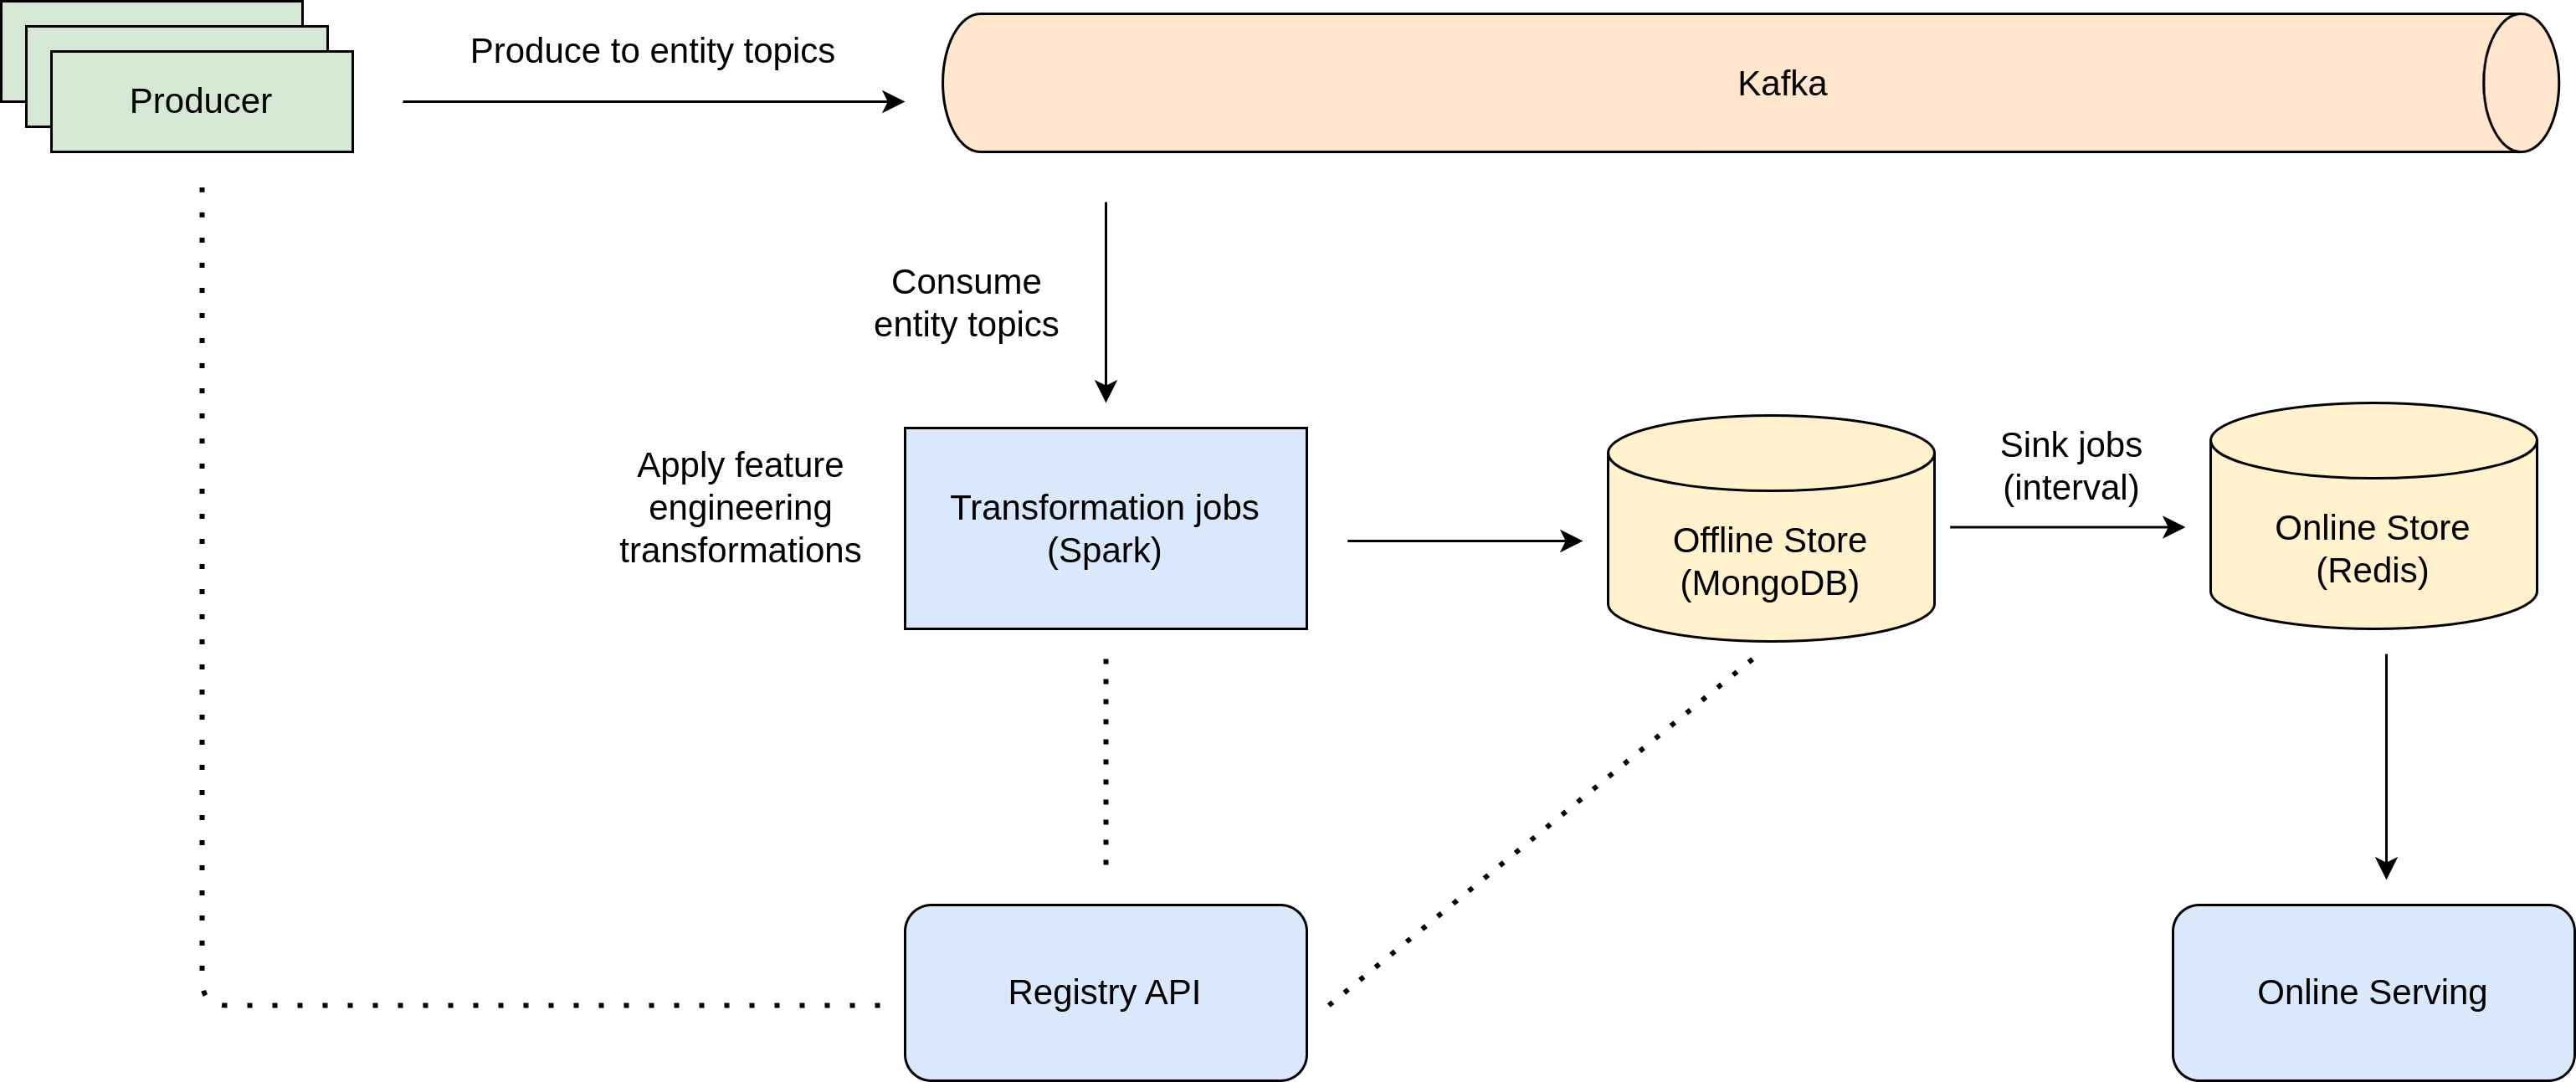 Producer
Produce to entity topics
Kafka
Consume
entity topics
Apply feature
engineering
transformations
Transformation jobs
(Spark)
Offline Store
(MongoDB)
Sink jobs
(interval)
Online Store
(Redis)
Registry API
Online Serving